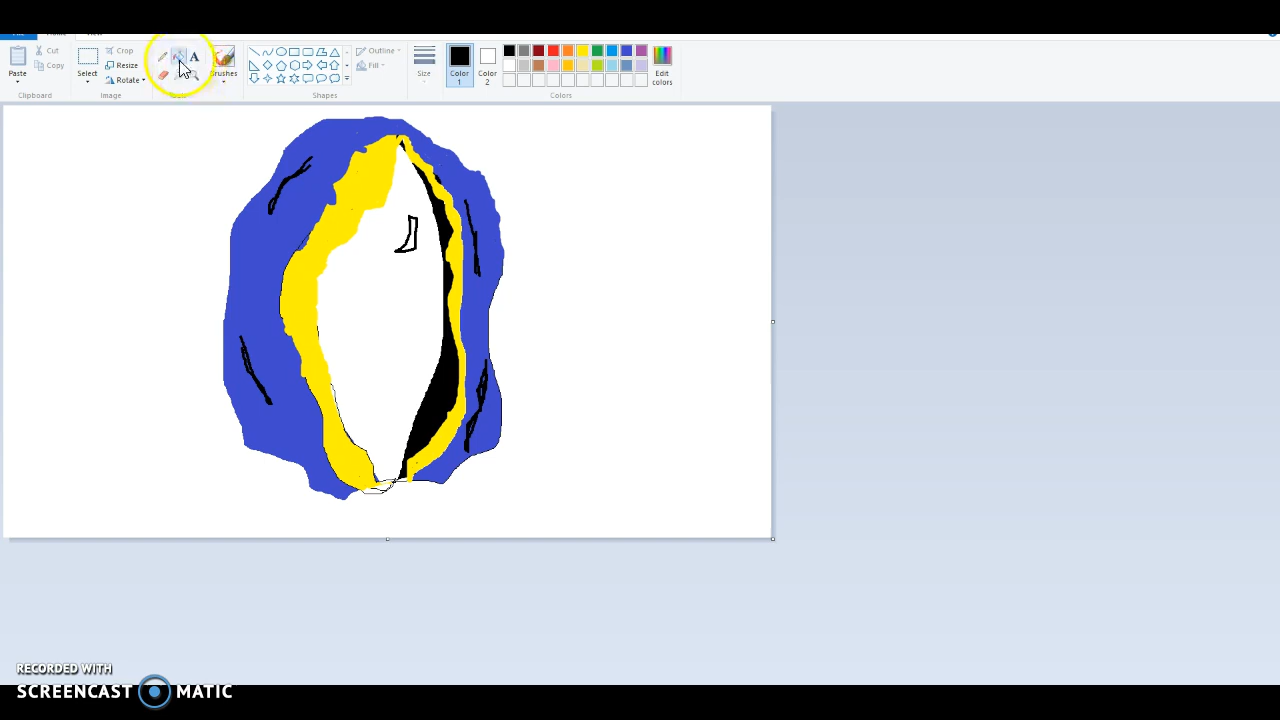 Cut
Copy
Paste
Clipboard
Crop
Resize
Rotate
Select
Image
A
Brushes
Outline
Fill
Shapes
Size
Color
1
Color
2
Edit
colors
Colors
RECORDED WITH
SCREENCAST MATIC